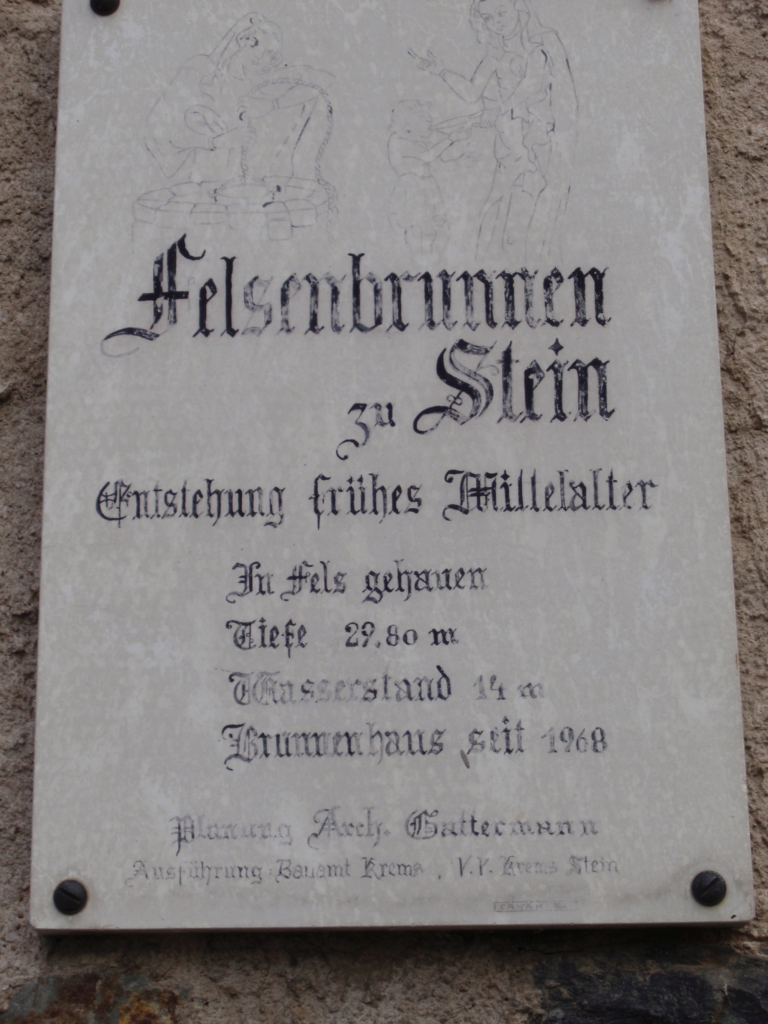 Felsenbrunnen
zu Stein
Entstehung frühes Mittelalter
In Fels gehauen
Tiefe 29.80 m
Wasserstand 14 m
Brunnenhaus seit 1968
Planung Arch. Guttermann
Ausführung Bauamt Krems, V.V. Krems Stein